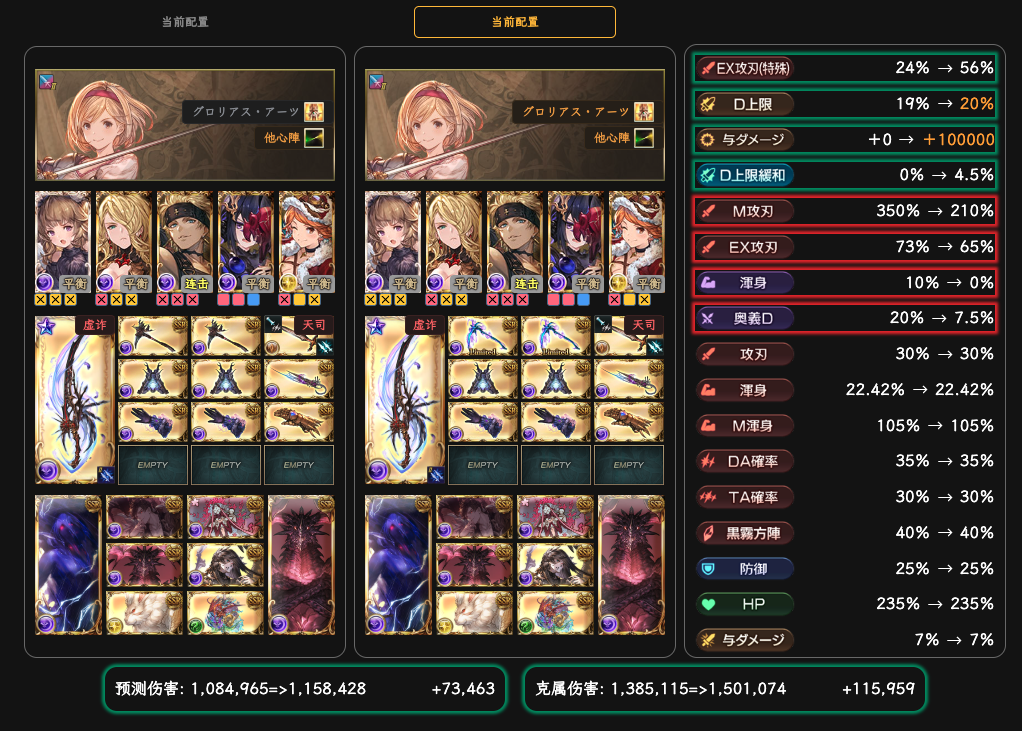 当前配置
当前配置
グロリアス・アーツ
他心陣
平衡
平衡
连击
平衡
平衡
虚诈
天司
SSR
EMPTY
EMPTY
EMPTY
グロリアス・アーツ
他心陣
平衡
平衡
连击
平衡
平衡
虚诈
天司
Limited
Limited
SSR
EMPTY
EMPTY
EMPTY
EX攻刃(特殊) 24% → 56%
D上限 19% → 20%
与ダメージ +0 → +100000
D上限緩和 0% → 4.5%
M攻刃 350% → 210%
EX攻刃 73% → 65%
渾身 10% → 0%
奥義D 20% → 7.5%
攻刃 30% → 30%
渾身 22.42% → 22.42%
M渾身 105% → 105%
DA確率 35% → 35%
TA確率 30% → 30%
黒霧方陣 40% → 40%
防御 25% → 25%
HP 235% → 235%
与ダメージ 7% → 7%
预测伤害: 1,084,965=>1,158,428 +73,463
克属伤害: 1,385,115=>1,501,074 +115,959